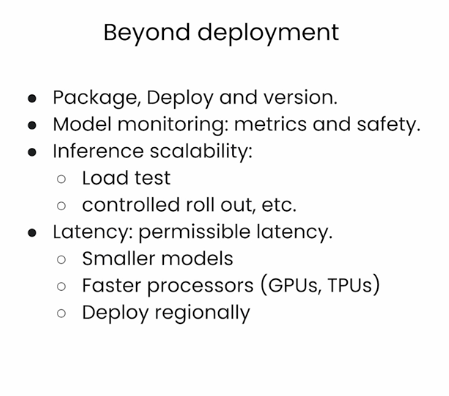 Beyond deployment
● Package, Deploy and version.
● Model monitoring: metrics and safety.
● Inference scalability:
○ Load test
○ controlled roll out, etc.
● Latency: permissible latency.
○ Smaller models
○ Faster processors (GPUs, TPUs)
○ Deploy regionally